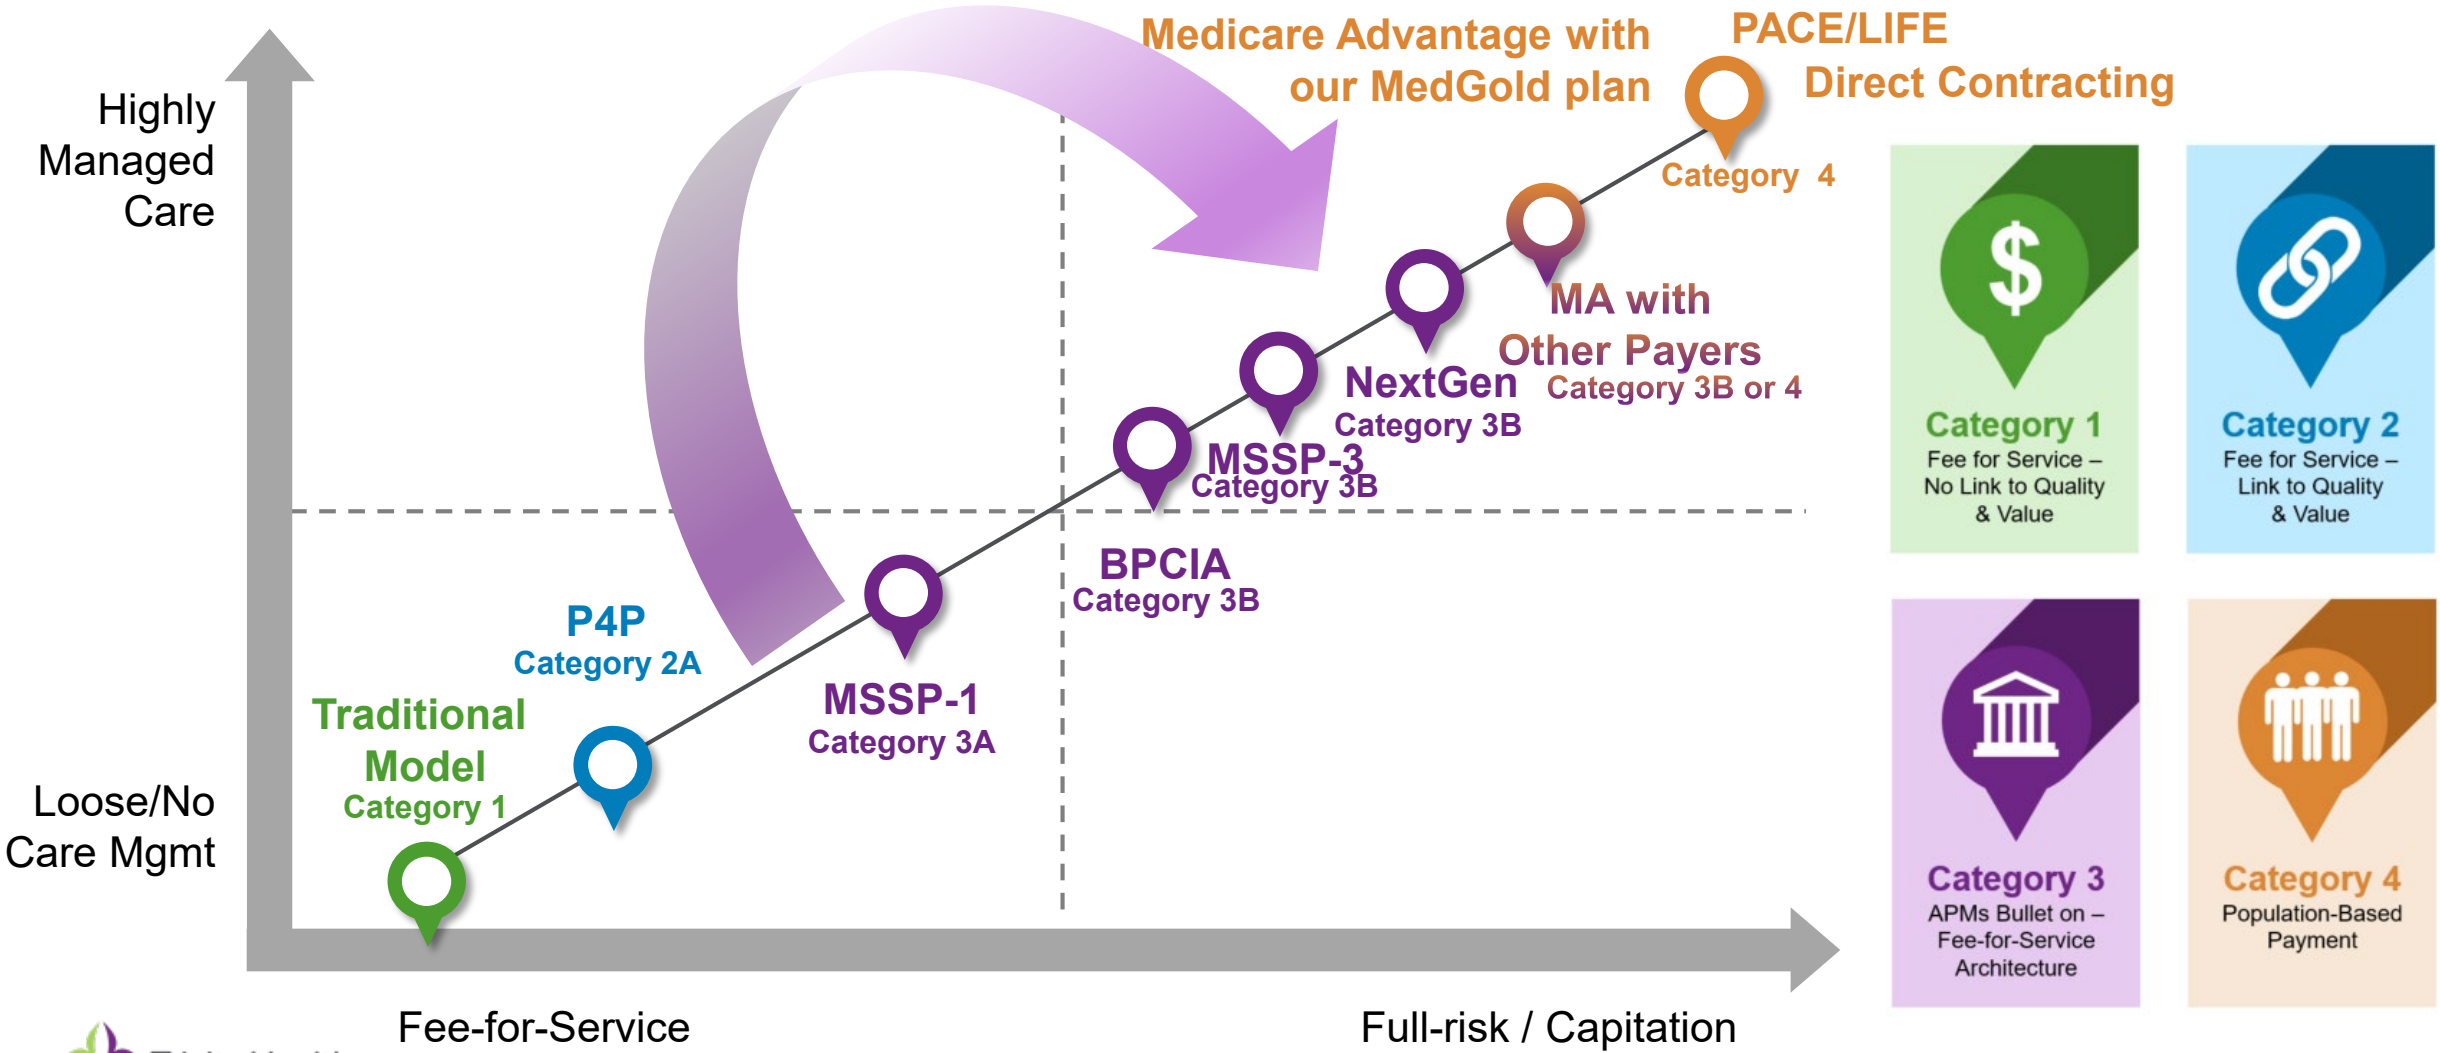 Medicare Advantage with
our MedGold plan
PACE/LIFE
Direct Contracting
Category 4
Highly
Managed
Care
MA with
Other Payers
Category 3B or 4
NextGen
Category 3B
MSSP-3
Category 3B
BPCIA
Category 3B
P4P
Category 2A
MSSP-1
Category 3A
Traditional
Model
Category 1
Loose/No
Care Mgmt
Fee-for-Service
Full-risk / Capitation
$
Category 1
Fee for Service –
No Link to Quality
& Value
Category 2
Fee for Service –
Link to Quality
& Value
Category 3
APMs Bullet on –
Fee-for-Service
Architecture
Category 4
Population-Based
Payment